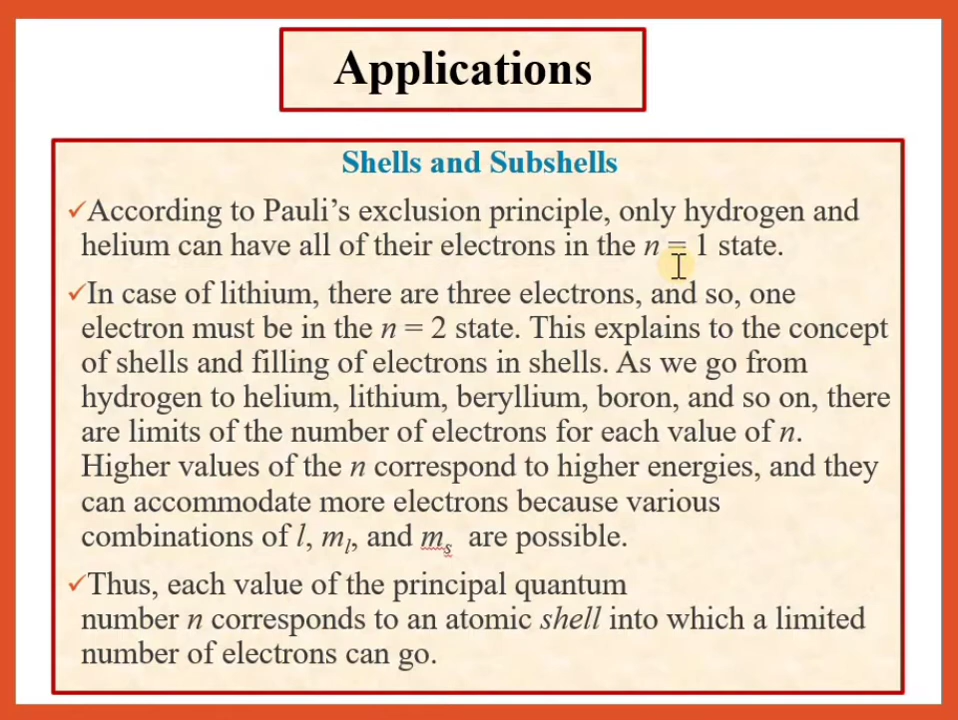 Applications
Shells and Subshells
✓According to Pauli’s exclusion principle, only hydrogen and
helium can have all of their electrons in the n = 1 state.
✓In case of lithium, there are three electrons, and so, one
electron must be in the n = 2 state. This explains to the concept
of shells and filling of electrons in shells. As we go from
hydrogen to helium, lithium, beryllium, boron, and so on, there
are limits of the number of electrons for each value of n.
Higher values of the n correspond to higher energies, and they
can accommodate more electrons because various
combinations of l, mₗ, and mₛ are possible.
✓Thus, each value of the principal quantum
number n corresponds to an atomic shell into which a limited
number of electrons can go.